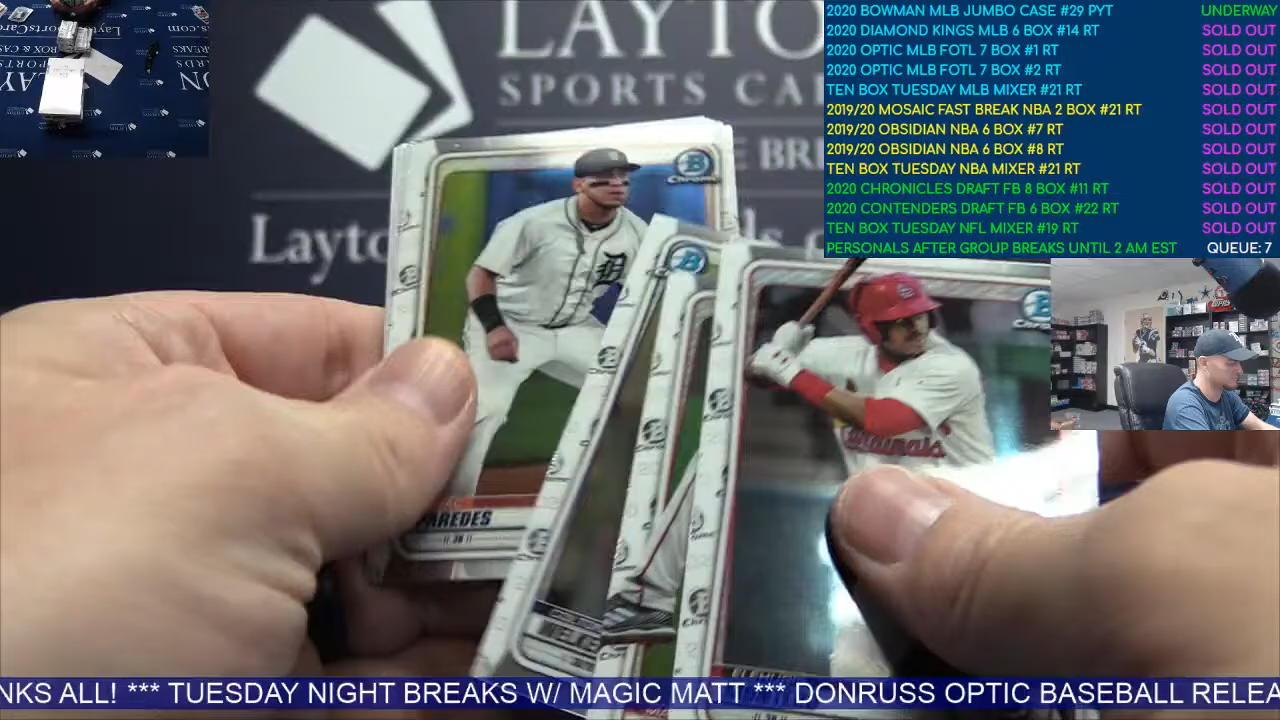 LAYTO
SPORTS CA
E BRE
Layto
2020 BOWMAN MLB JUMBO CASE #29 PYT UNDERWAY
2020 DIAMOND KINGS MLB 6 BOX #14 RT SOLD OUT
2020 OPTIC MLB FOTL 7 BOX #1 RT SOLD OUT
2020 OPTIC MLB FOTL 7 BOX #2 RT SOLD OUT
TEN BOX TUESDAY MLB MIXER #21 RT SOLD OUT
2019/20 MOSAIC FAST BREAK NBA 2 BOX #21 RT SOLD OUT
2019/20 OBSIDIAN NBA 6 BOX #7 RT SOLD OUT
2019/20 OBSIDIAN NBA 6 BOX #8 RT SOLD OUT
TEN BOX TUESDAY NBA MIXER #21 RT SOLD OUT
2020 CHRONICLES DRAFT FB 8 BOX #11 RT SOLD OUT
2020 CONTENDERS DRAFT FB 6 BOX #22 RT SOLD OUT
TEN BOX TUESDAY NFL MIXER #19 RT SOLD OUT
PERSONALS AFTER GROUP BREAKS UNTIL 2 AM EST QUEUE: 7
B
Chrome
D
Cardinals
PAREDES
// 3B //
NKS ALL! *** TUESDAY NIGHT BREAKS W/ MAGIC MATT *** DONRUSS OPTIC BASEBALL RELEA